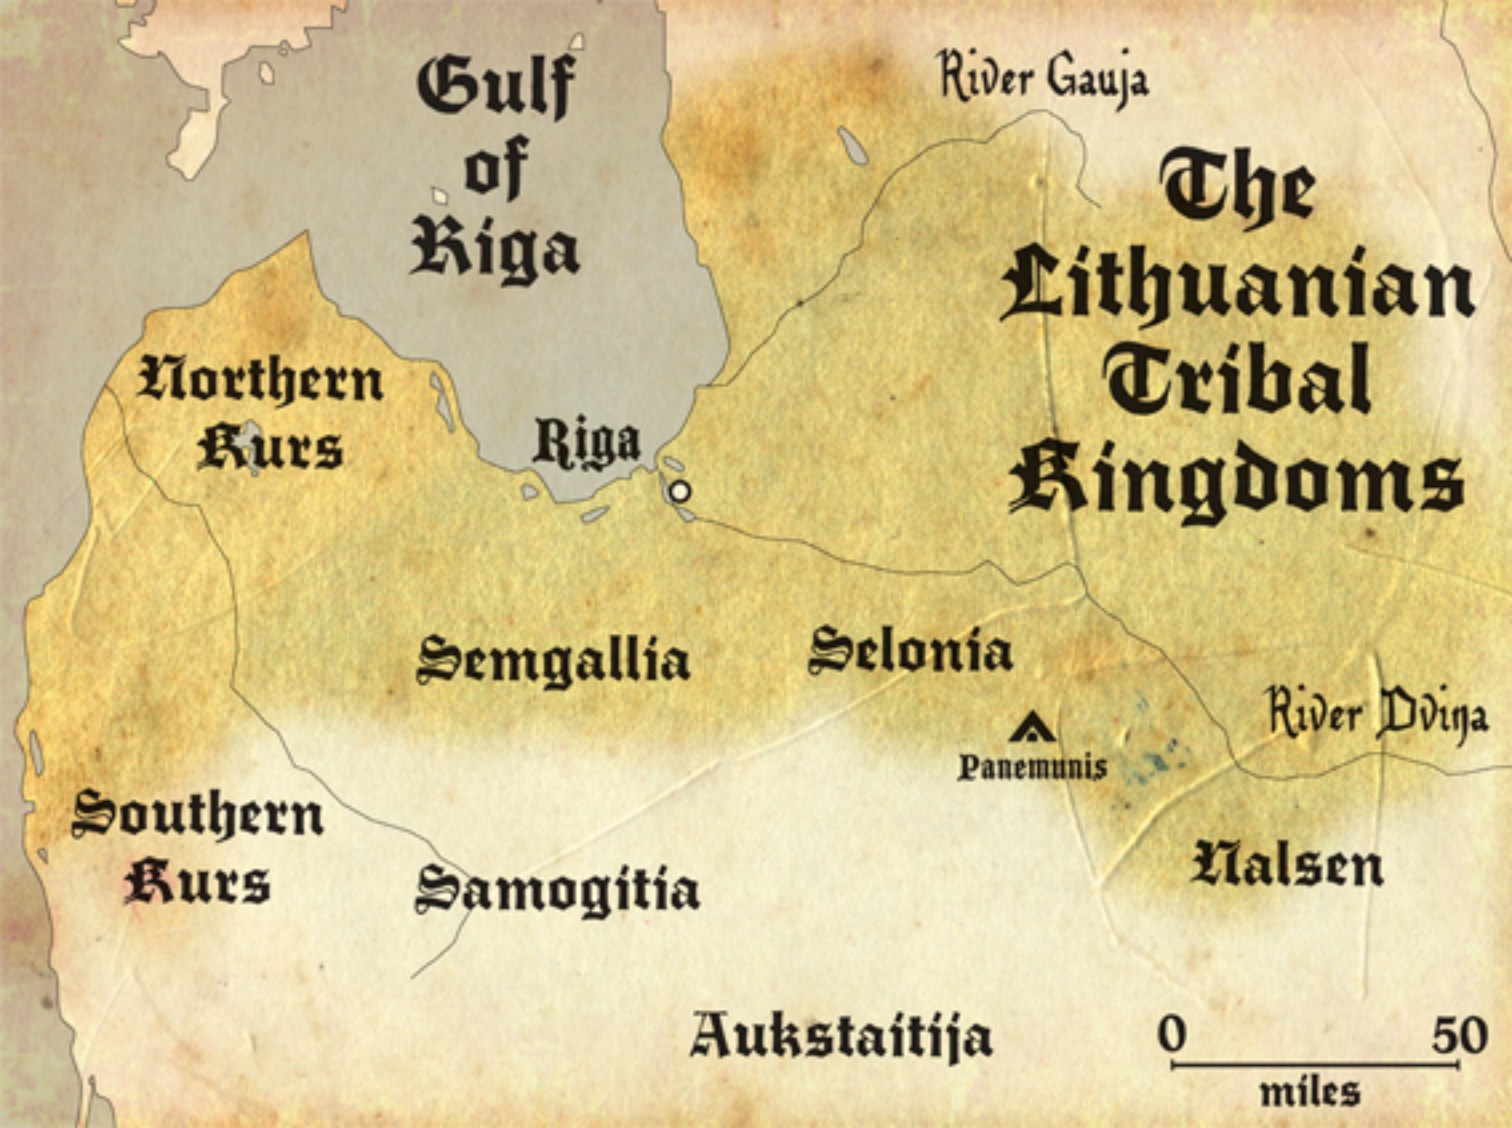 Gulf
of
Riga
River Gauja
The
Lithuanian
Tribal
Kingdoms
Northern
Kurs
Riga
Semgallia
Selonia
River Dvina
Panemunis
Southern
Kurs
Samogitia
Nalsen
Aukstaitija
0 50
miles